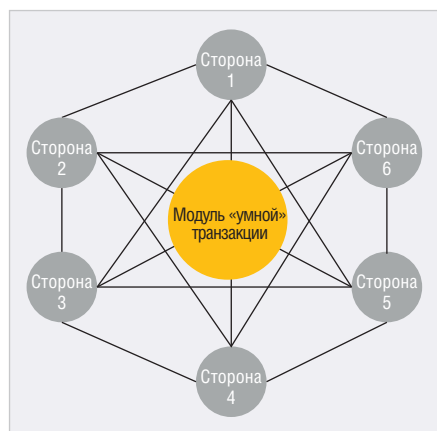 Сторона
1
Сторона
2
Сторона
6
Модуль «умной»
транзакции
Сторона
3
Сторона
5
Сторона
4